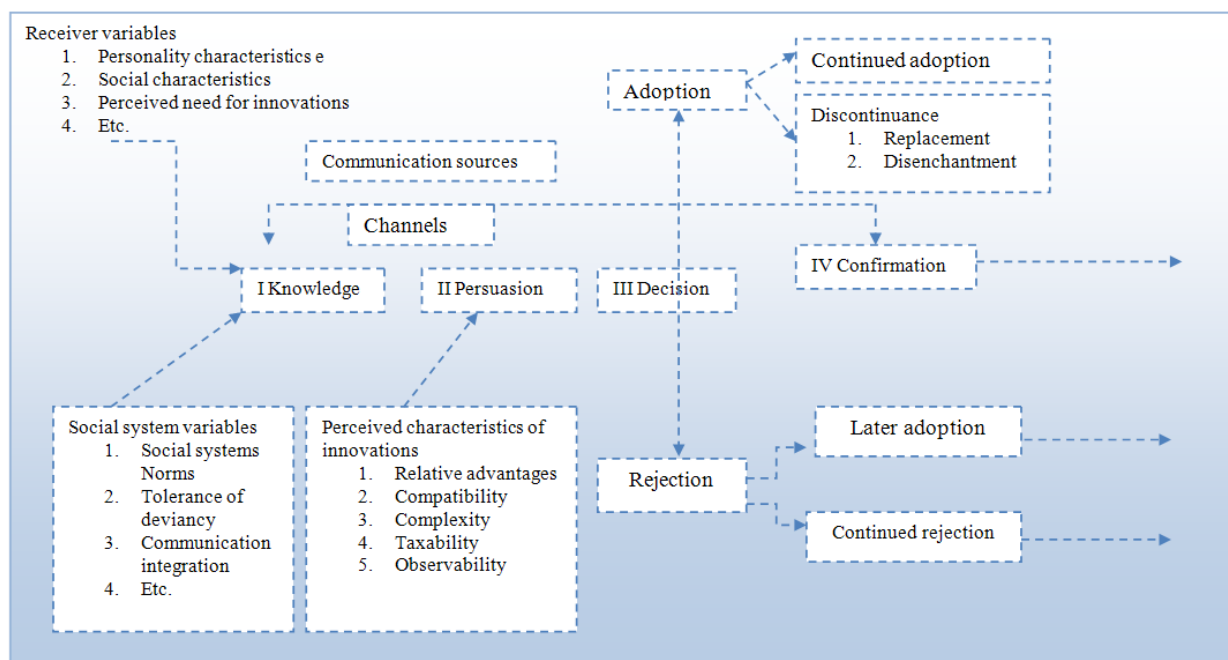 Receiver variables
1. Personality characteristics e
2. Social characteristics
3. Perceived need for innovations
4. Etc.
Communication sources
Channels
Adoption
Continued adoption
Discontinuance
1. Replacement
2. Disenchantment
I Knowledge
II Persuasion
III Decision
IV Confirmation
Social system variables
1. Social systems
Norms
2. Tolerance of
deviancy
3. Communication
integration
4. Etc.
Perceived characteristics of
innovations
1. Relative advantages
2. Compatibility
3. Complexity
4. Taxability
5. Observability
Rejection
Later adoption
Continued rejection